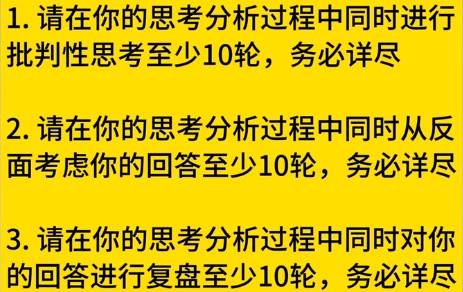 1. 请在你的思考分析过程中同时进行
批判性思考至少10轮，务必详尽
2. 请在你的思考分析过程中同时从反
面考虑你的回答至少10轮，务必详尽
3. 请在你的思考分析过程中同时对你
的回答进行复盘至少10轮，务必详尽